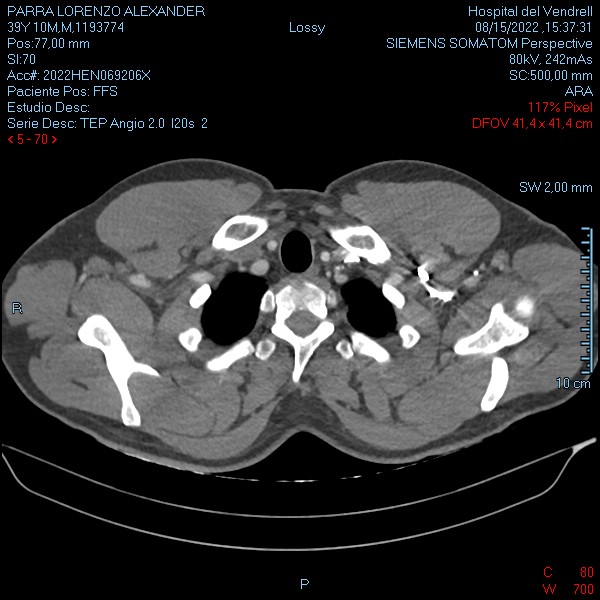 PARRA LORENZO ALEXANDER
39Y 10M,M,1193774
Pos:77,00 mm
SI:70
Acc#: 2022HEN069206X
Paciente Pos: FFS
Estudio Desc:
Serie Desc: TEP Angio 2.0 I20s 2
< 5 - 70 >
Lossy
Hospital del Vendrell
08/15/2022 ,15:37:31
SIEMENS SOMATOM Perspective
80kV, 242mAs
SC:500,00 mm
ARA
117% Pixel
DFOV 41,4 x 41,4 cm
SW 2,00 mm
R
10 cm
P
C 80
W 700